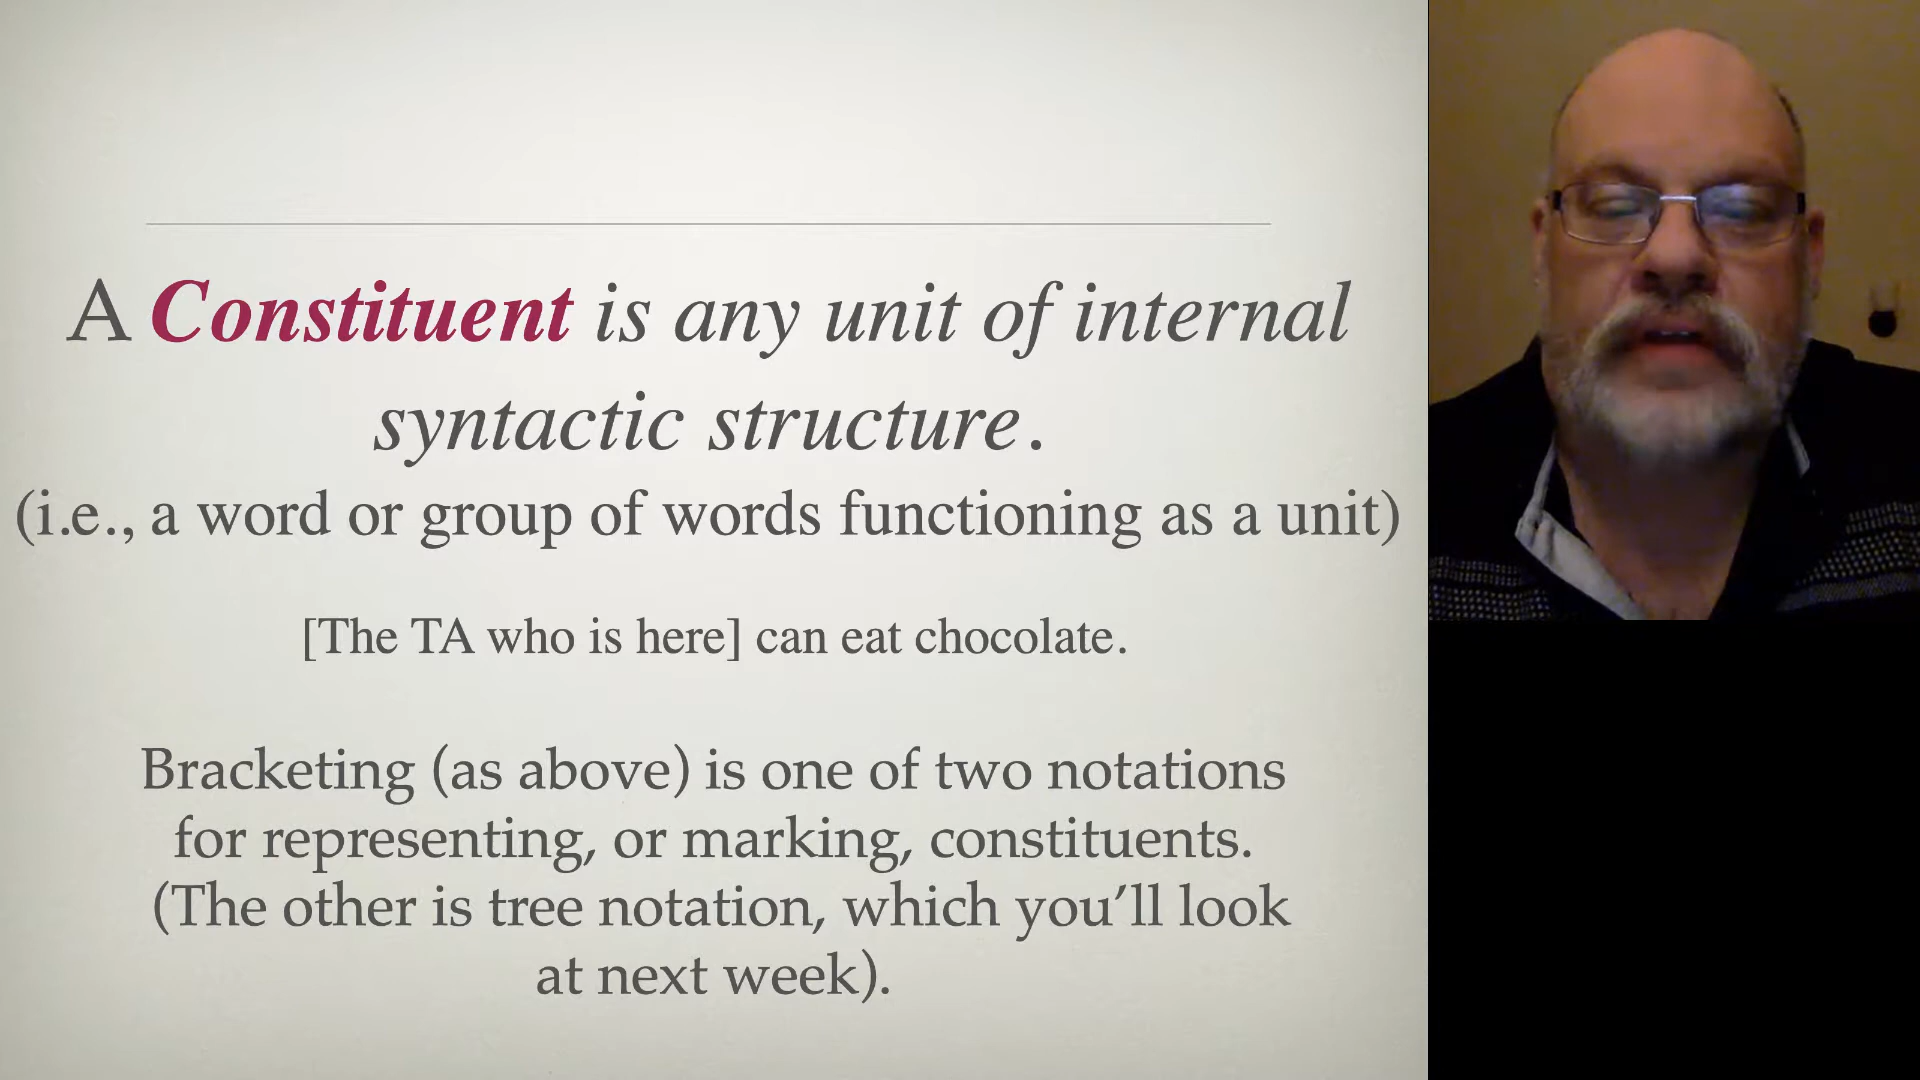 A Constituent is any unit of internal
syntactic structure.
(i.e., a word or group of words functioning as a unit)
[The TA who is here] can eat chocolate.
Bracketing (as above) is one of two notations
for representing, or marking, constituents.
(The other is tree notation, which you’ll look
at next week).